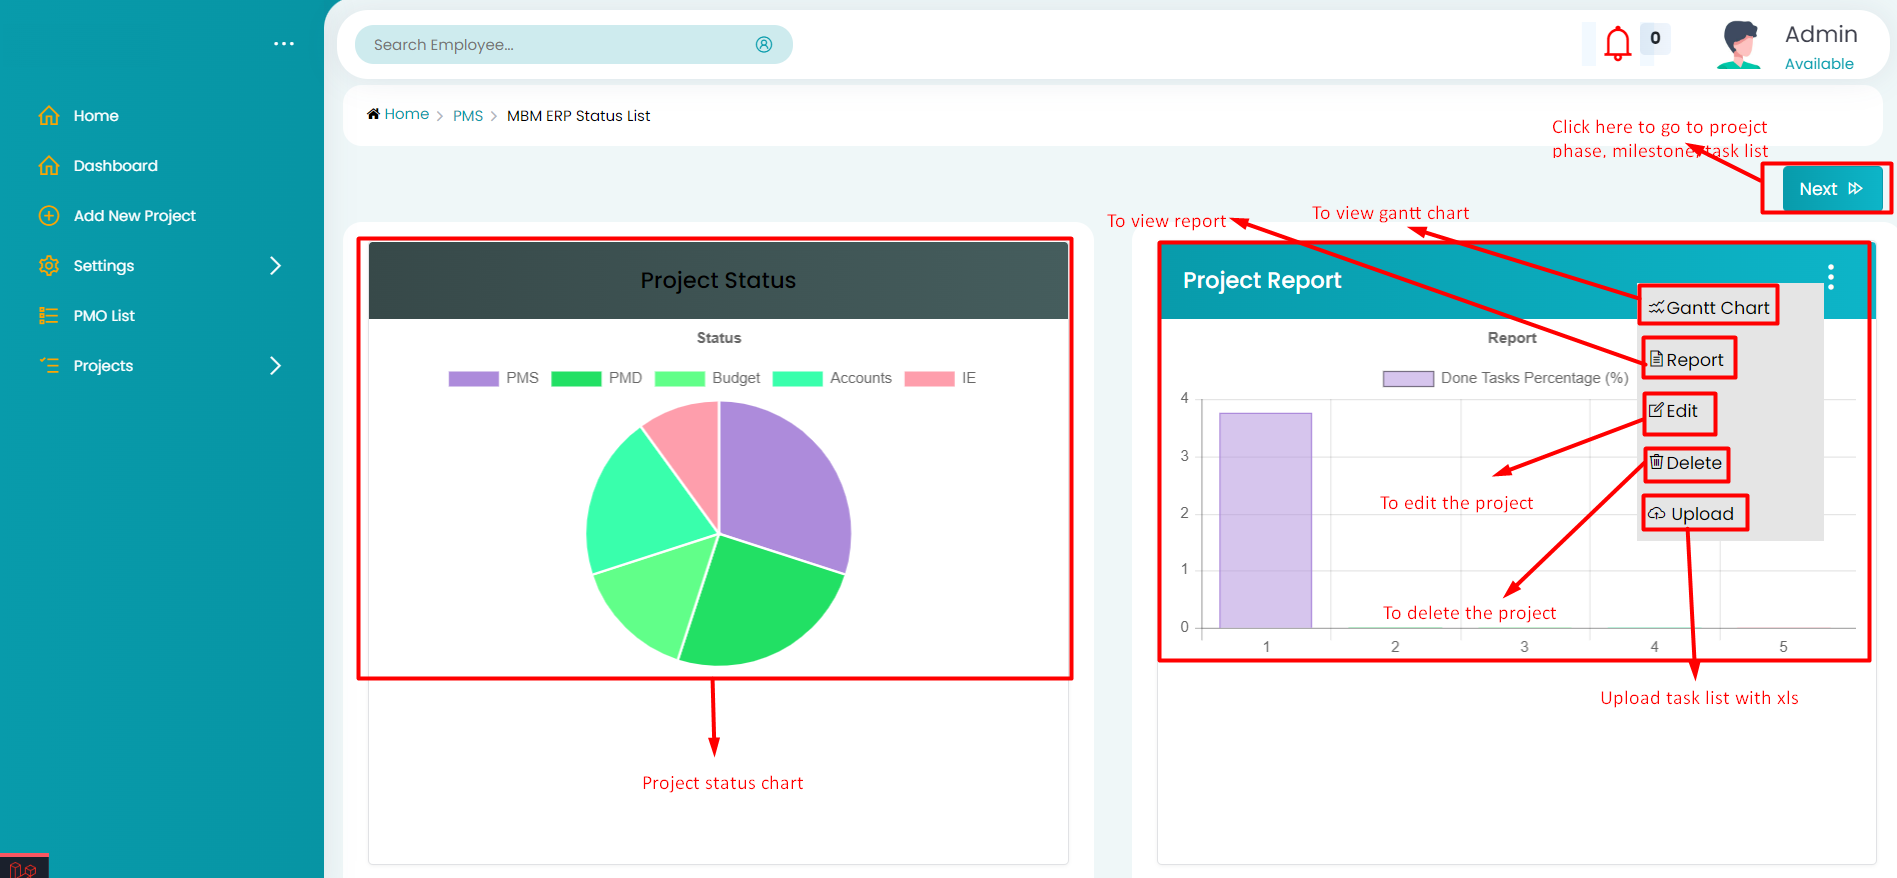 Search Employee...
0
Admin
Available
Home
Dashboard
Add New Project
Settings
PMO List
Projects
Home > PMS > MBM ERP Status List
Click here to go to proejct
phase, milestone, task list
Next
To view report
To view gantt chart
Project Status
Status
PMS PMD Budget Accounts IE
Project status chart
Project Report
Gantt Chart
Report
Edit
Delete
Upload
Report
Done Tasks Percentage (%)
4
3
2
1
0
1 2 3 4 5
To edit the project
To delete the project
Upload task list with xls